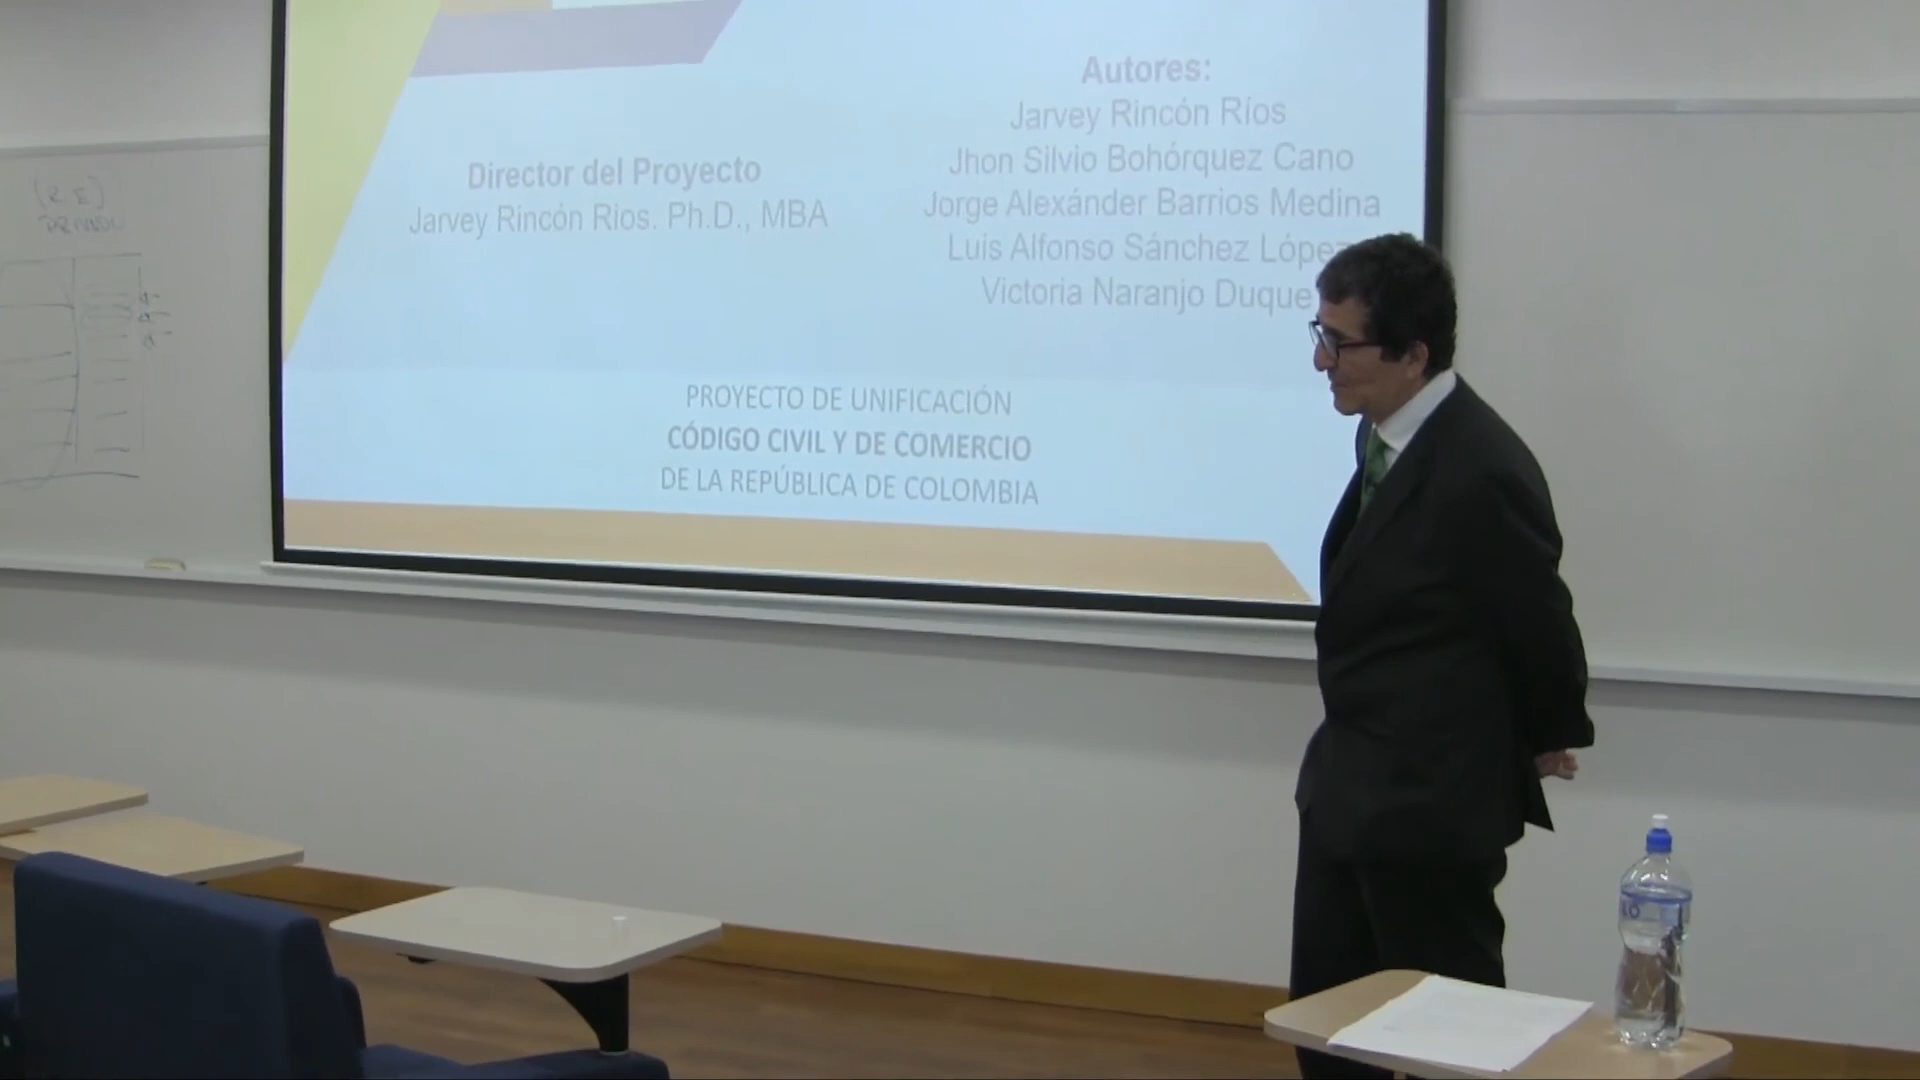 Autores:
Jarvey Rincón Ríos
Jhon Silvio Bohórquez Cano
Jorge Alexánder Barrios Medina
Luis Alfonso Sánchez López
Victoria Naranjo Duque
Director del Proyecto
Jarvey Rincón Rios. Ph.D., MBA
PROYECTO DE UNIFICACIÓN
CÓDIGO CIVIL Y DE COMERCIO
DE LA REPÚBLICA DE COLOMBIA